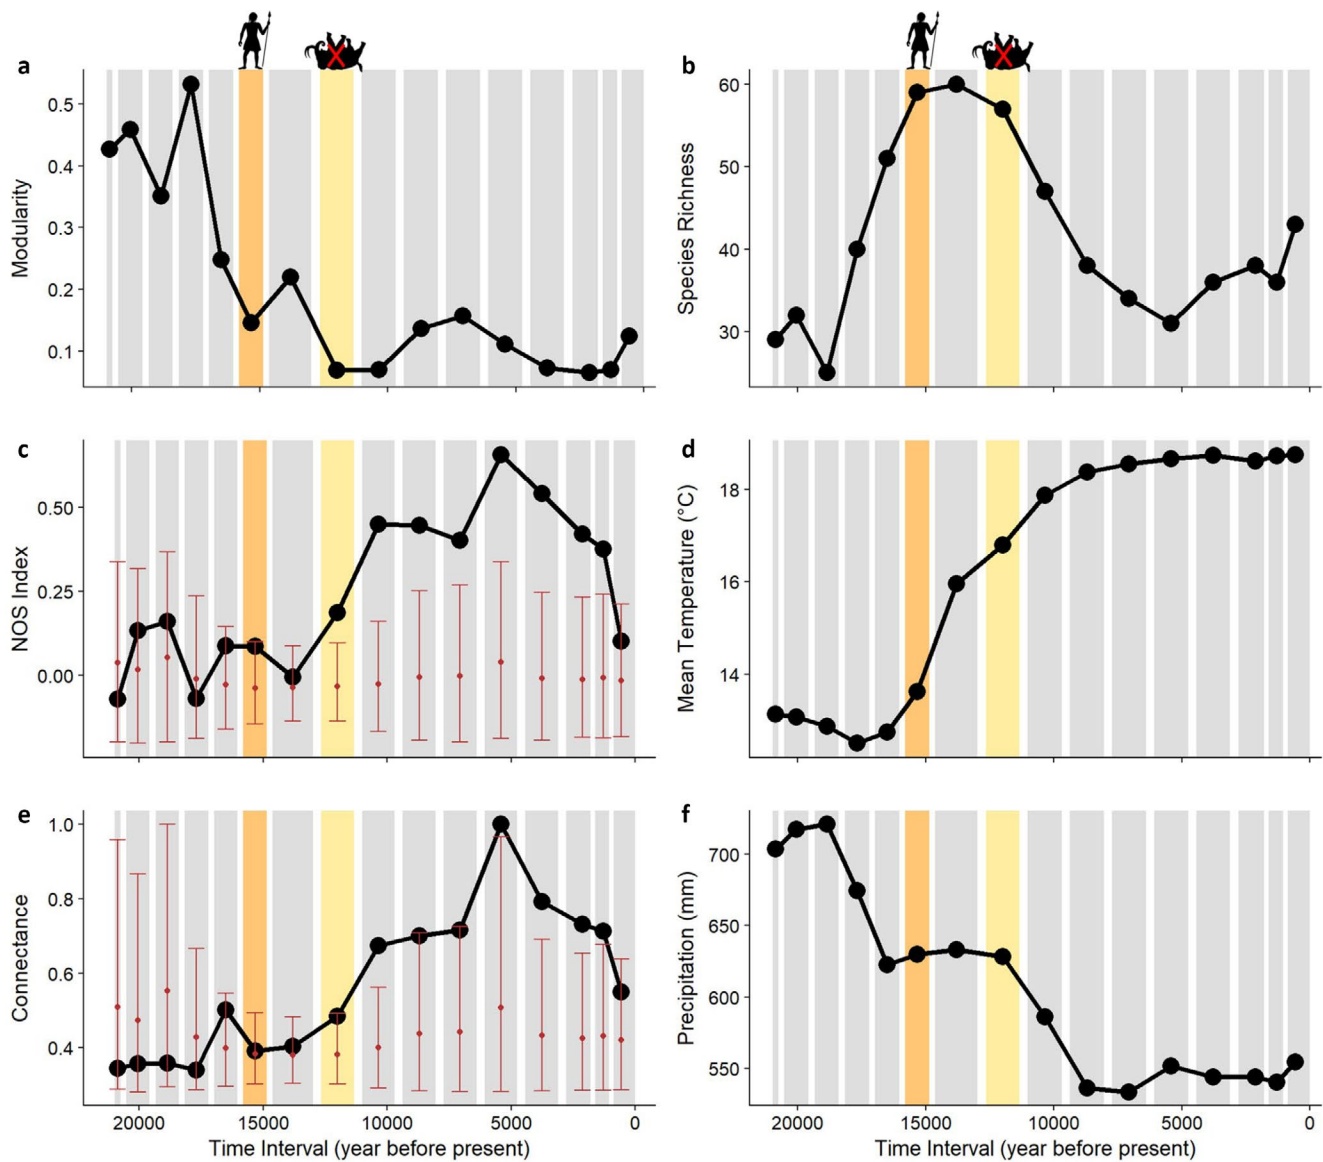 a
0.5
0.4
0.3
0.2
0.1
Modularity
b
60
50
40
30
Species Richness
c
0.50
0.25
0.00
NOS Index
d
18
16
14
Mean Temperature (°C)
e
1.0
0.8
0.6
0.4
Connectance
20000 15000 10000 5000 0
Time Interval (year before present)
f
700
650
600
550
Precipitation (mm)
20000 15000 10000 5000 0
Time Interval (year before present)